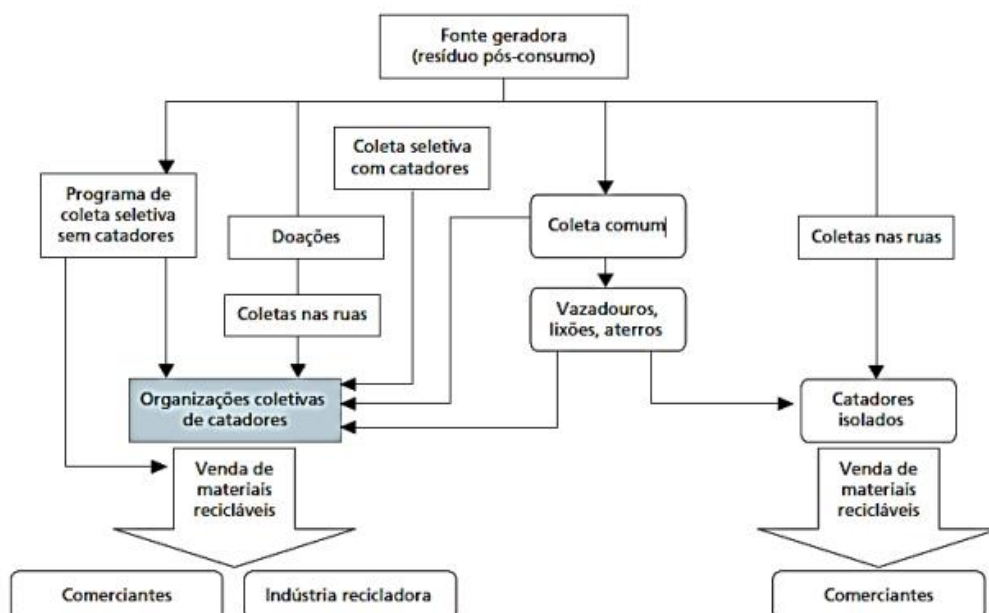 Fonte geradora
(resíduo pós-consumo)
Coleta seletiva
com catadores
Programa de
coleta seletiva
sem catadores
Doações
Coleta comum
Coletas nas ruas
Coletas nas ruas
Vazadouros,
lixões, aterros
Organizações coletivas
de catadores
Catadores
isolados
Venda de
materiais
recicláveis
Venda de
materiais
recicláveis
Comerciantes
Indústria recicladora
Comerciantes